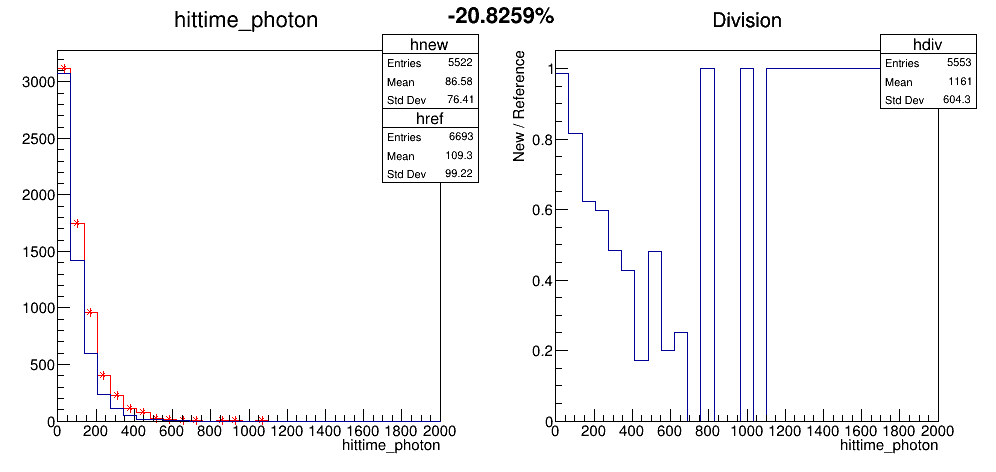 -20.8259%
hittime_photon
hnew
Entries 5522
Mean 86.58
Std Dev 76.41
href
Entries 6693
Mean 109.3
Std Dev 99.22
3000
2500
2000
1500
1000
500
0
0 200 400 600 800 1000 1200 1400 1600 1800 2000
hittime_photon
Division
hdiv
Entries 5553
Mean 1161
Std Dev 604.3
New / Reference
1
0.8
0.6
0.4
0.2
0
0 200 400 600 800 1000 1200 1400 1600 1800 2000
hittime_photon